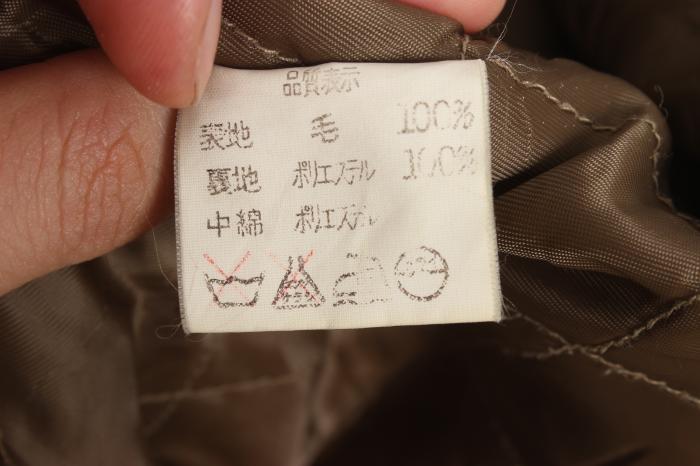 品質表示
表地 毛 100%
裏地 ポリエステル 100%
中綿 ポリエステル